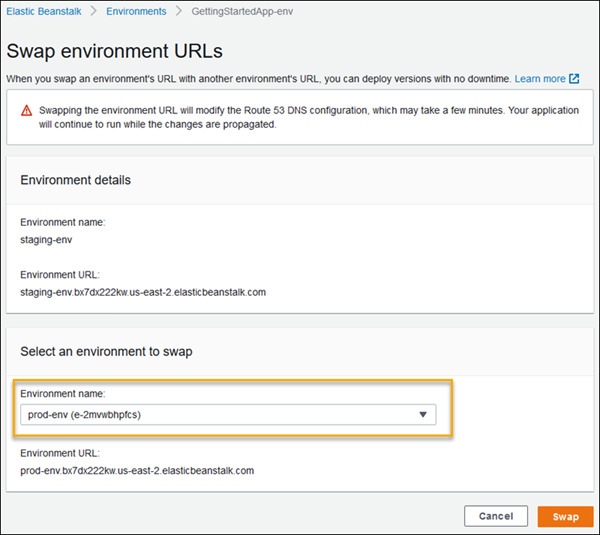 Elastic Beanstalk > Environments > GettingStartedApp-env
Swap environment URLs
When you swap an environment's URL with another environment's URL, you can deploy versions with no downtime. Learn more
Swapping the environment URL will modify the Route 53 DNS configuration, which may take a few minutes. Your application
will continue to run while the changes are propagated.
Environment details
Environment name:
staging-env
Environment URL:
staging-env.bx7dx222kw.us-east-2.elasticbeanstalk.com
Select an environment to swap
Environment name:
prod-env (e-2mvwbhpfcs)
Environment URL:
prod-env.bx7dx222kw.us-east-2.elasticbeanstalk.com
Cancel Swap